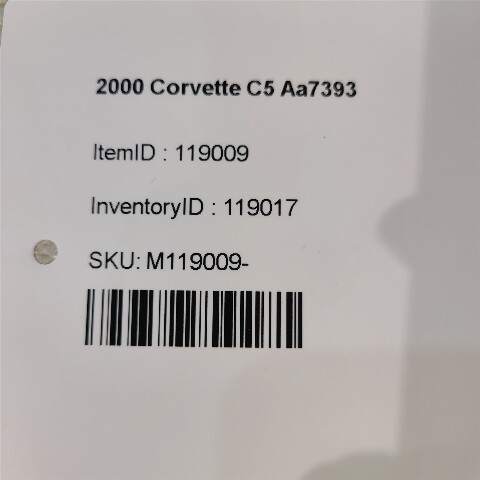 2000 Corvette C5 Aa7393
ItemID : 119009
InventoryID : 119017
SKU: M119009-